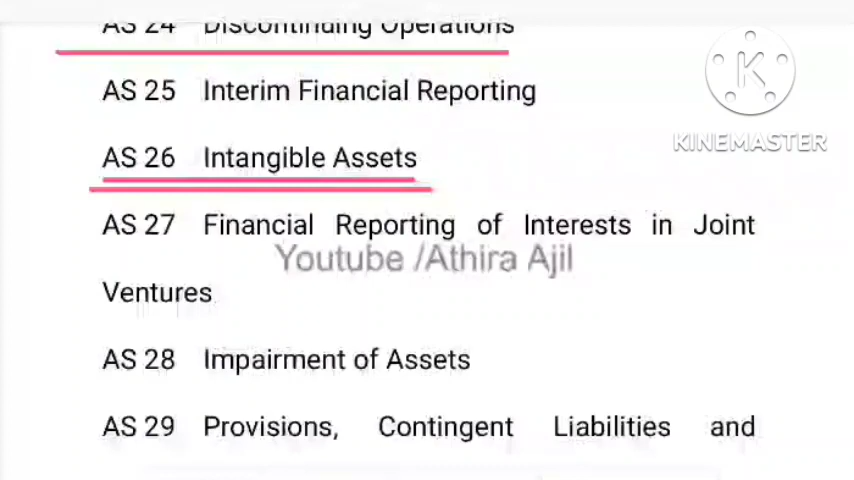 AS 24 Discontinuing Operations
AS 25 Interim Financial Reporting
KINEMASTER
AS 26 Intangible Assets
AS 27 Financial Reporting of Interests in Joint
Youtube /Athira Ajil
Ventures
AS 28 Impairment of Assets
AS 29 Provisions, Contingent Liabilities and